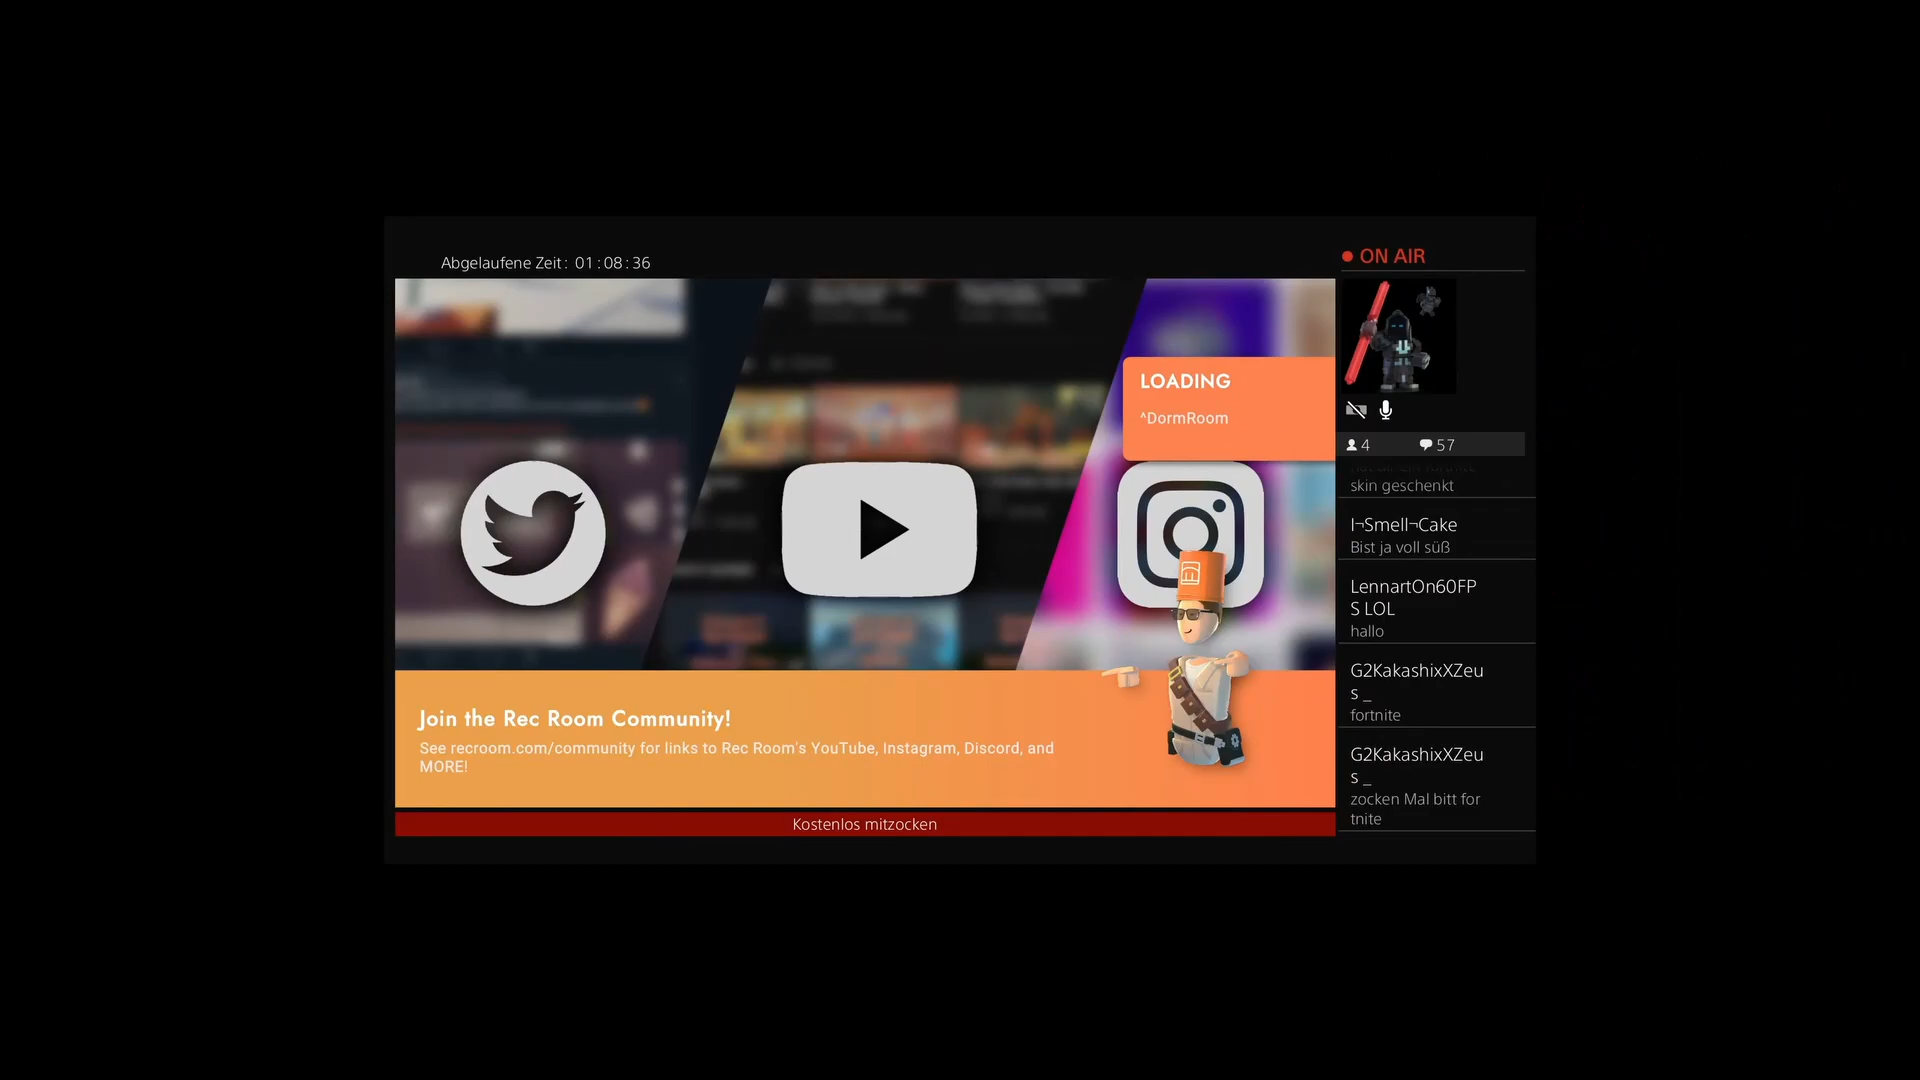 Abgelaufene Zeit: 01:08:36
ON AIR
LOADING
^DormRoom
4
57
skin geschenkt
I¬Smell¬Cake
Bist ja voll süß
LennartOn60FP
S LOL
hallo
G2KakashixXZeu
s _
fortnite
G2KakashixXZeu
s _
zocken Mal bitt for
tnite
Join the Rec Room Community!
See recroom.com/community for links to Rec Room's YouTube, Instagram, Discord, and
MORE!
Kostenlos mitzocken